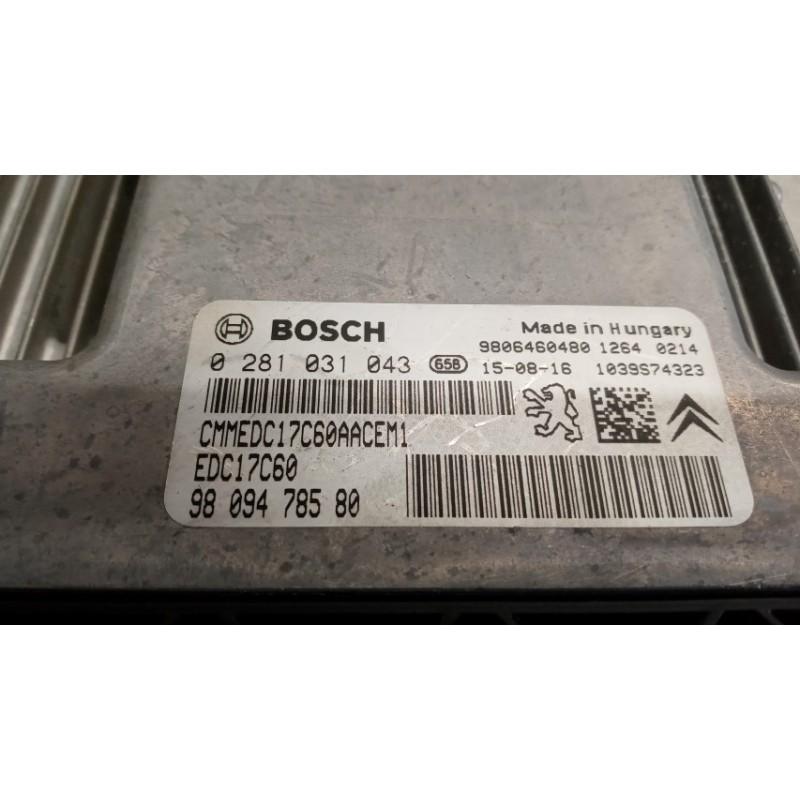 BOSCH
Made in Hungary
9806460480 1264 0214
0 281 031 043 658 15-08-16 1039S74323
CMMEDC17C60AACEM1
EDC17C60
98 094 785 80